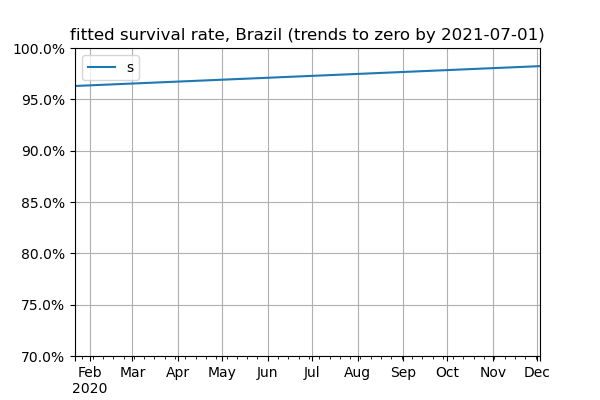 fitted survival rate, Brazil (trends to zero by 2021-07-01)
100.0%
s
95.0%
90.0%
85.0%
80.0%
75.0%
70.0%
Feb Mar Apr May Jun Jul Aug Sep Oct Nov Dec
2020